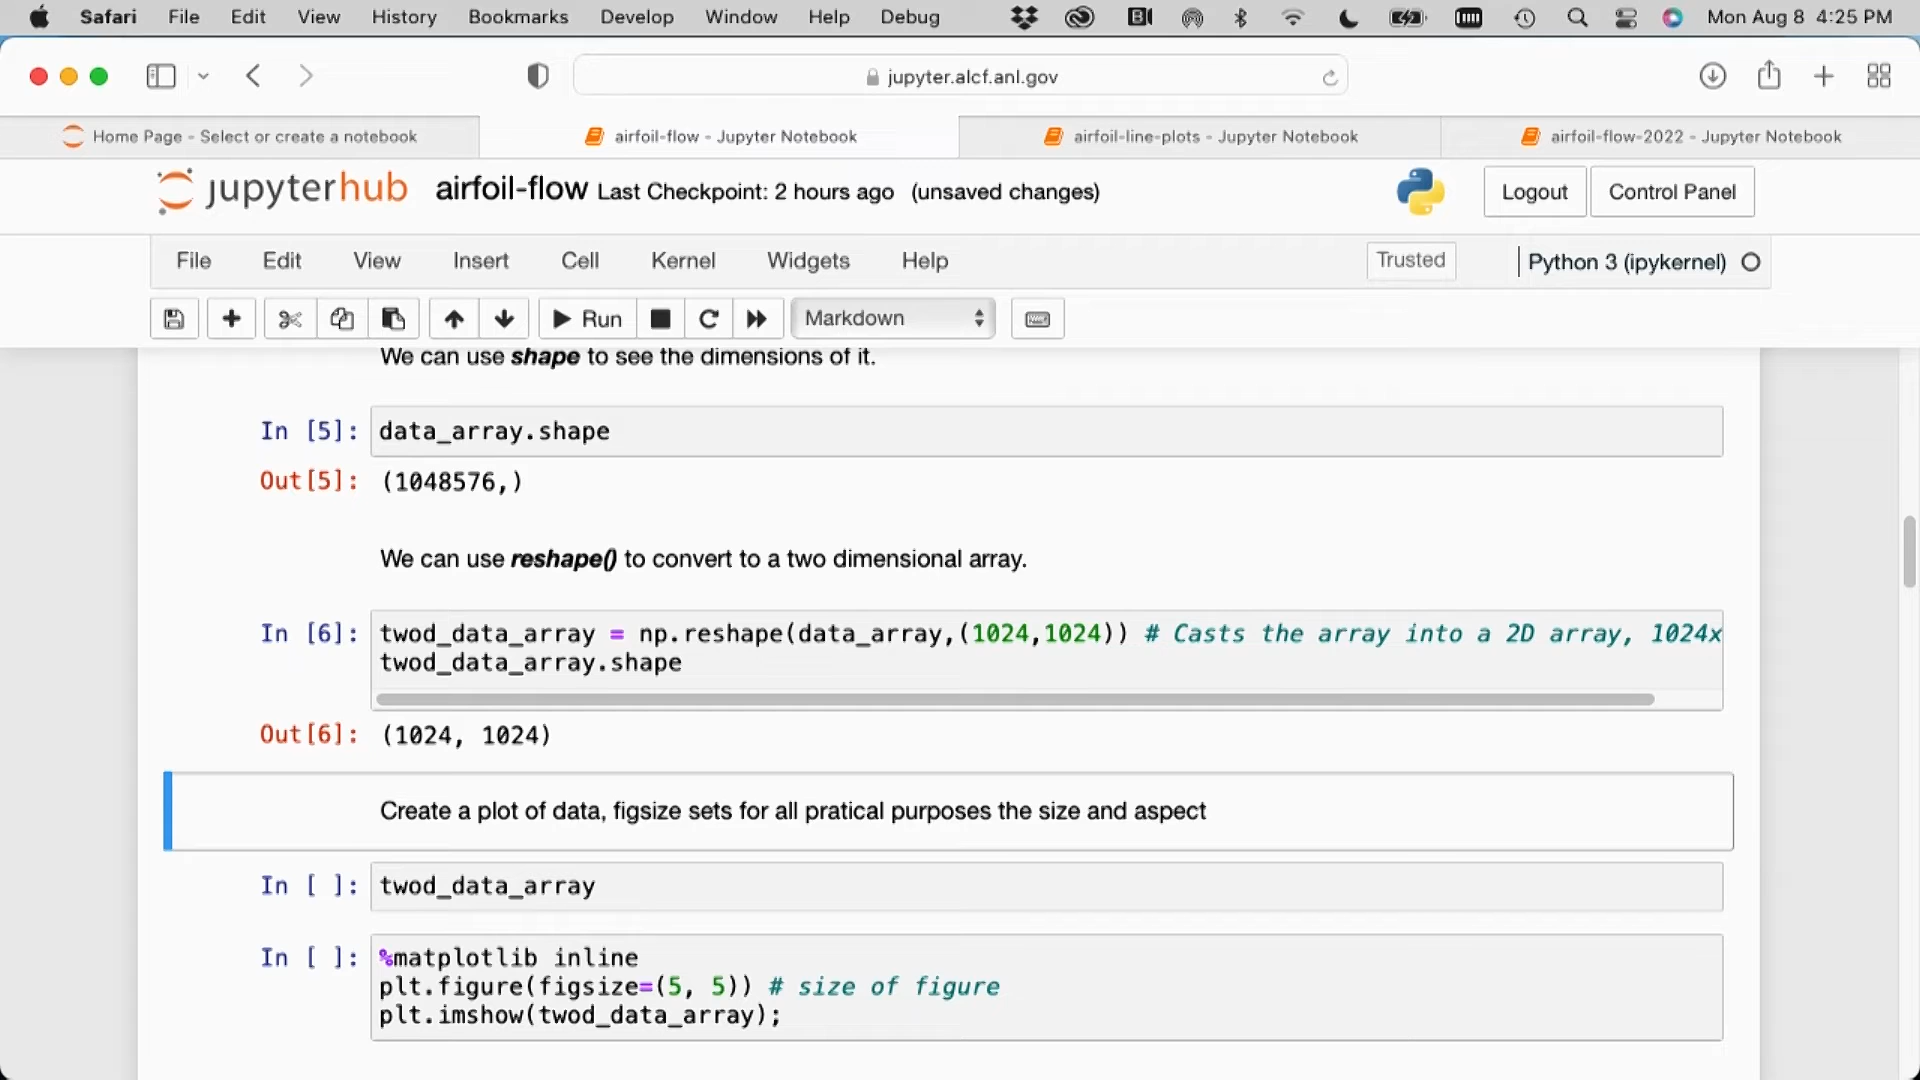 Safari File Edit View History Bookmarks Develop Window Help Debug Mon Aug 8 4:25 PM
jupyter.alcf.anl.gov
Home Page - Select or create a notebook airfoil-flow - Jupyter Notebook airfoil-line-plots - Jupyter Notebook airfoil-flow-2022 - Jupyter Notebook
jupyterhub airfoil-flow Last Checkpoint: 2 hours ago (unsaved changes) Logout Control Panel
File Edit View Insert Cell Kernel Widgets Help Trusted Python 3 (ipykernel)
Run Markdown
We can use shape to see the dimensions of it.
In [5]: data_array.shape
Out[5]: (1048576,)
We can use reshape() to convert to a two dimensional array.
In [6]: twod_data_array = np.reshape(data_array,(1024,1024)) # Casts the array into a 2D array, 1024x
twod_data_array.shape
Out[6]: (1024, 1024)
Create a plot of data, figsize sets for all pratical purposes the size and aspect
In [ ]: twod_data_array
In [ ]: %matplotlib inline
plt.figure(figsize=(5, 5)) # size of figure
plt.imshow(twod_data_array);